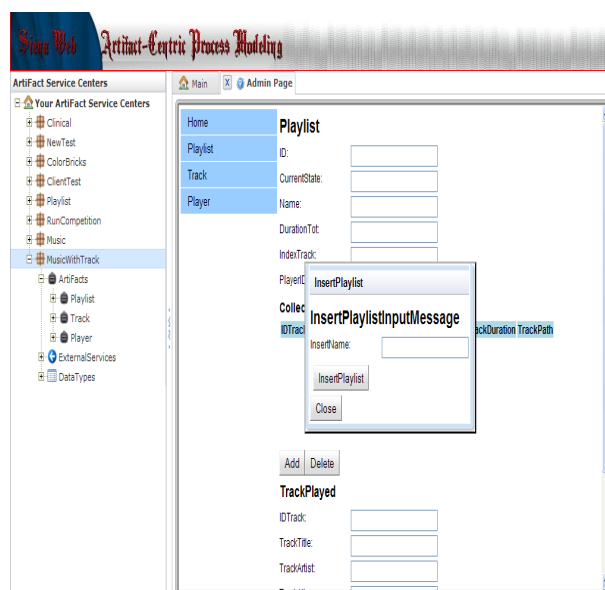 Siena Web Artifact-Centric Process Modeling
ArtiFact Service Centers
Main X Admin Page
Your ArtiFact Service Centers
Clinical
NewTest
ColorBricks
ClientTest
Playlist
RunCompetition
Music
MusicWithTrack
ArtiFacts
Playlist
Track
Player
ExternalServices
DataTypes
Home
Playlist
Track
Player
Playlist
ID:
CurrentState:
Name:
DurationTot:
IndexTrack:
InsertPlaylist
InsertPlaylistInputMessage
InsertName:
InsertPlaylist
Close
TrackPath
Add Delete
TrackPlayed
IDTrack:
TrackTitle:
TrackArtist: